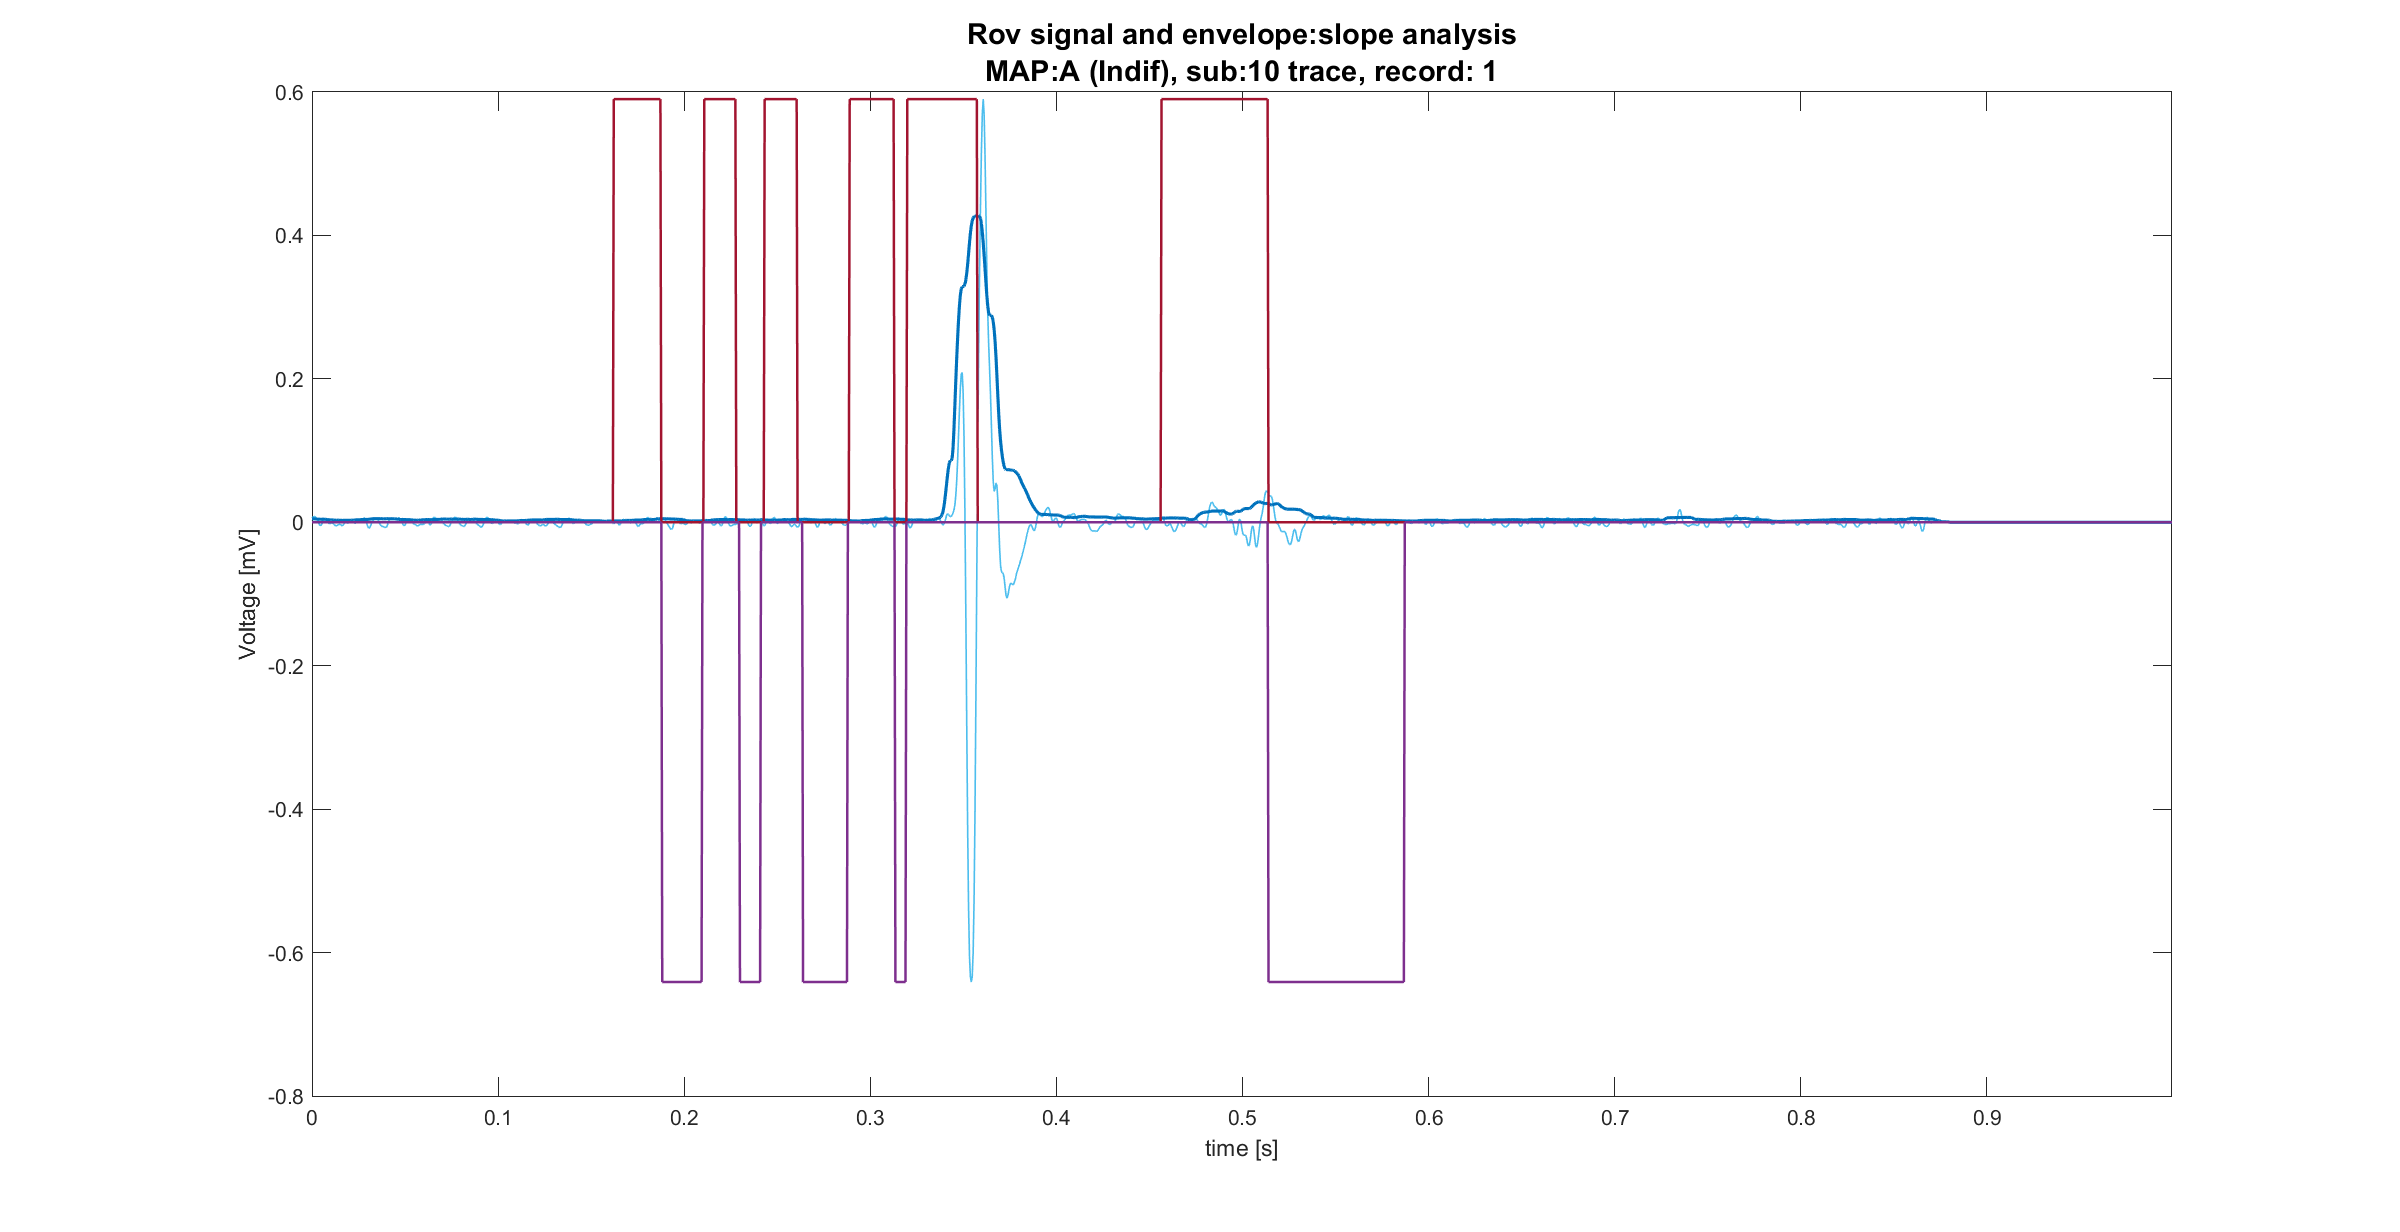 Rov signal and envelope:slope analysis
MAP:A (Indif), sub:10 trace, record: 1
0.6
0.4
0.2
0
-0.2
-0.4
-0.6
-0.8
Voltage [mV]
0 0.1 0.2 0.3 0.4 0.5 0.6 0.7 0.8 0.9
time [s]